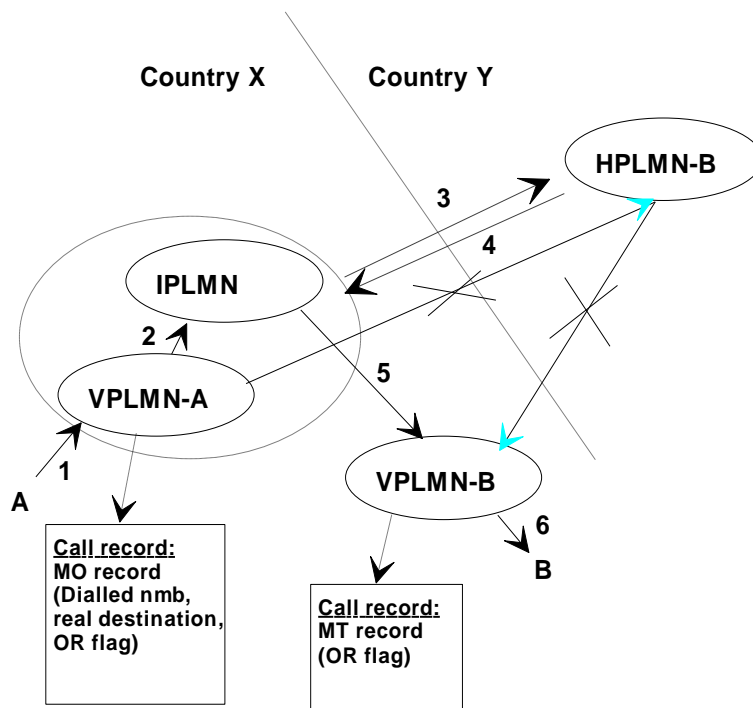 Country X
Country Y
HPLMN-B
3
4
IPLMN
2
5
VPLMN-A
1
A
VPLMN-B
6
B
Call record:
MO record
(Dialled nmb,
real destination,
OR flag)
Call record:
MT record
(OR flag)